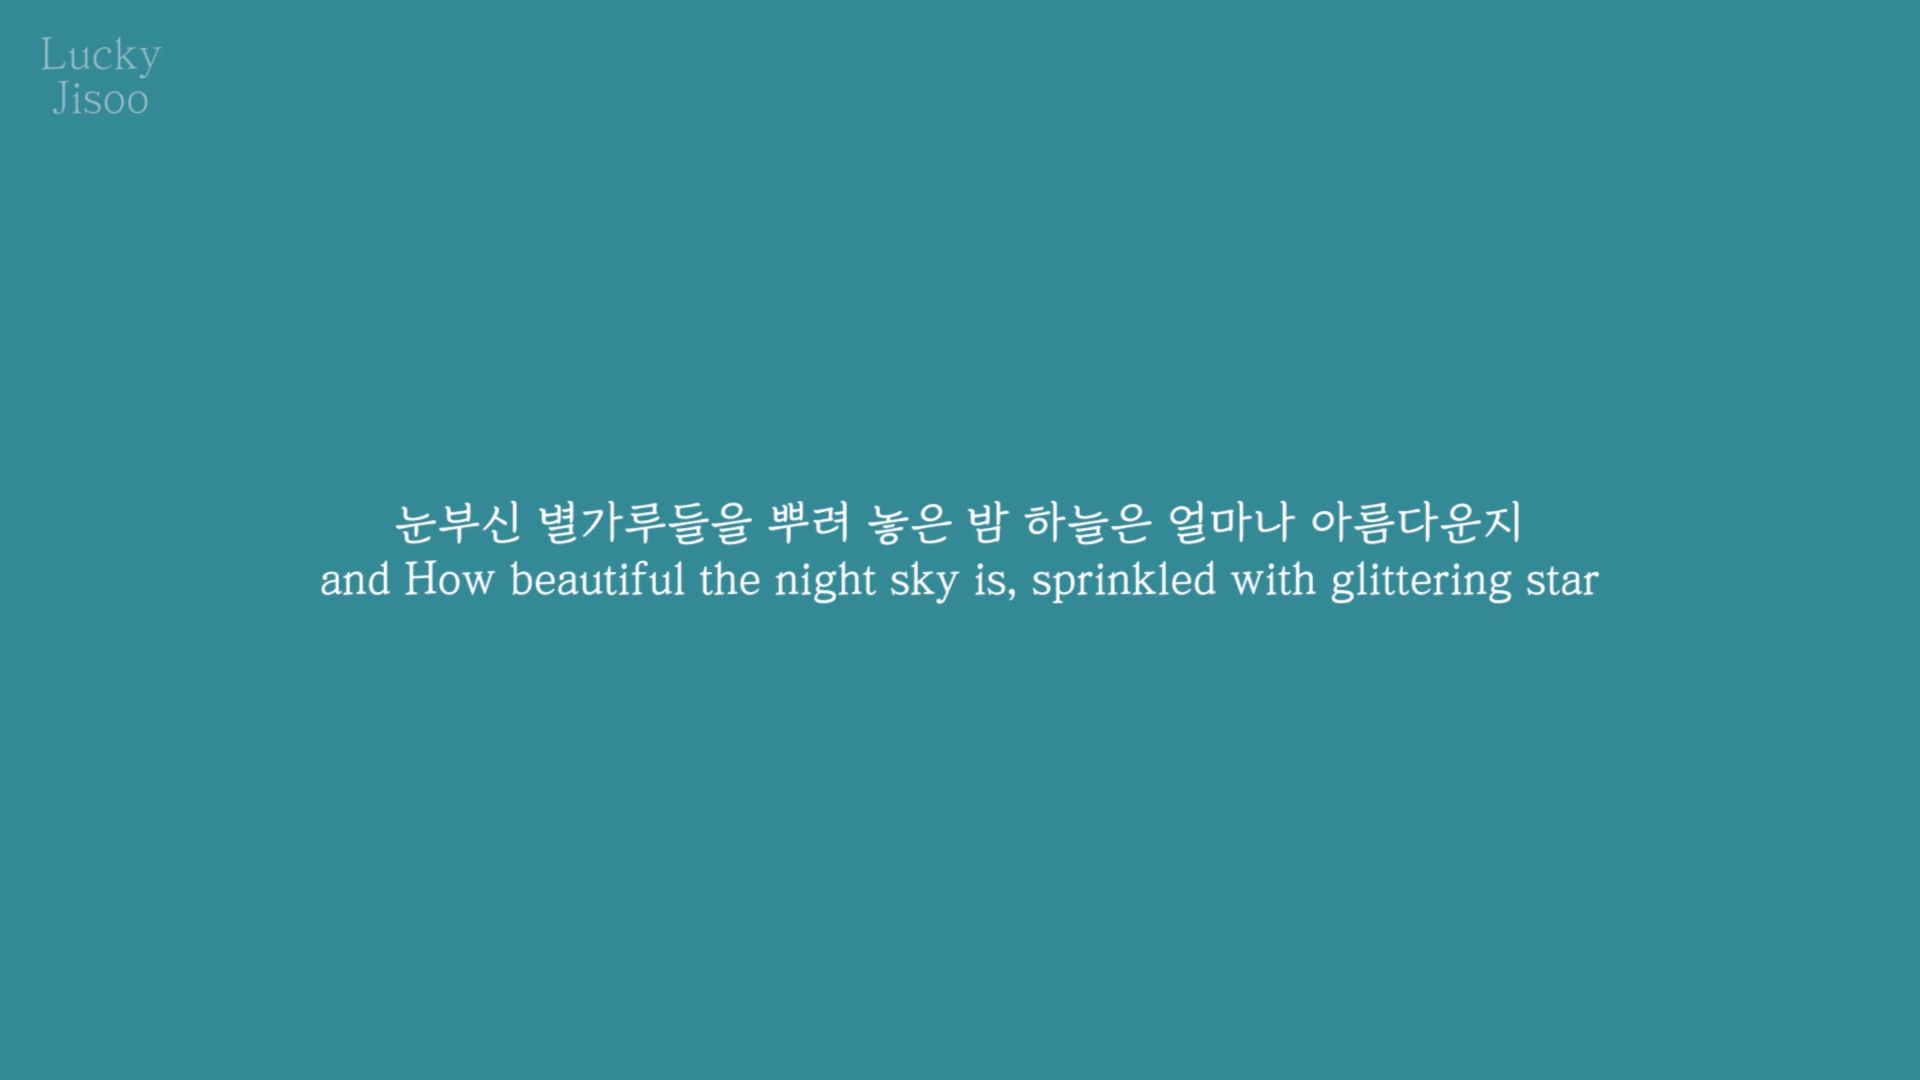 Lucky
Jisoo
눈부신 별가루들을 뿌려 놓은 밤 하늘은 얼마나 아름다운지
and How beautiful the night sky is, sprinkled with glittering star